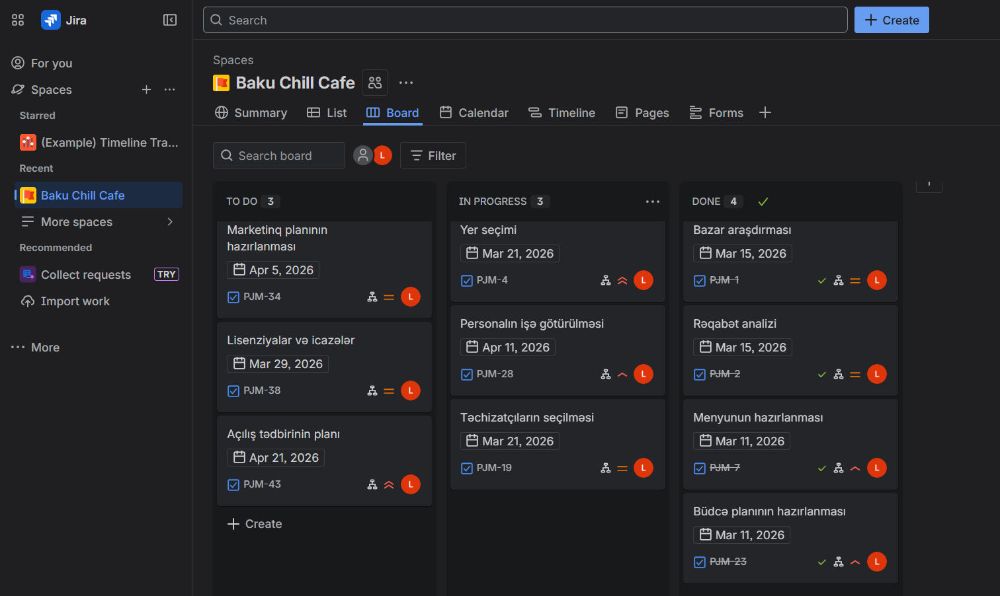 Jira
Search
Create
For you
Spaces
Starred
(Example) Timeline Tra...
Recent
Baku Chill Cafe
More spaces
Recommended
Collect requests
TRY
Import work
More
Spaces
Baku Chill Cafe
Summary
List
Board
Calendar
Timeline
Pages
Forms
Search board
L
Filter
TO DO 3
Marketinq planının
hazırlanması
Apr 5, 2026
PJM-34
L
Lisenziyalar və icazələr
Mar 29, 2026
PJM-38
L
Açılış tədbirinin planı
Apr 21, 2026
PJM-43
L
Create
IN PROGRESS 3
Yer seçimi
Mar 21, 2026
PJM-4
L
Personalın işə götürülməsi
Apr 11, 2026
PJM-28
L
Təchizatçıların seçilməsi
Mar 21, 2026
PJM-19
L
DONE 4
Bazar araşdırması
Mar 15, 2026
PJM-1
L
Rəqabət analizi
Mar 15, 2026
PJM-2
L
Menyunun hazırlanması
Mar 11, 2026
PJM-7
L
Büdcə planının hazırlanması
Mar 11, 2026
PJM-23
L